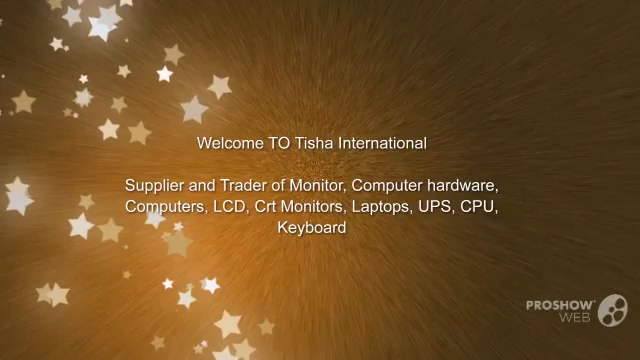 Welcome TO Tisha International
Supplier and Trader of Monitor, Computer hardware,
Computers, LCD, Crt Monitors, Laptops, UPS, CPU,
Keyboard
PROSHOW™
WEB